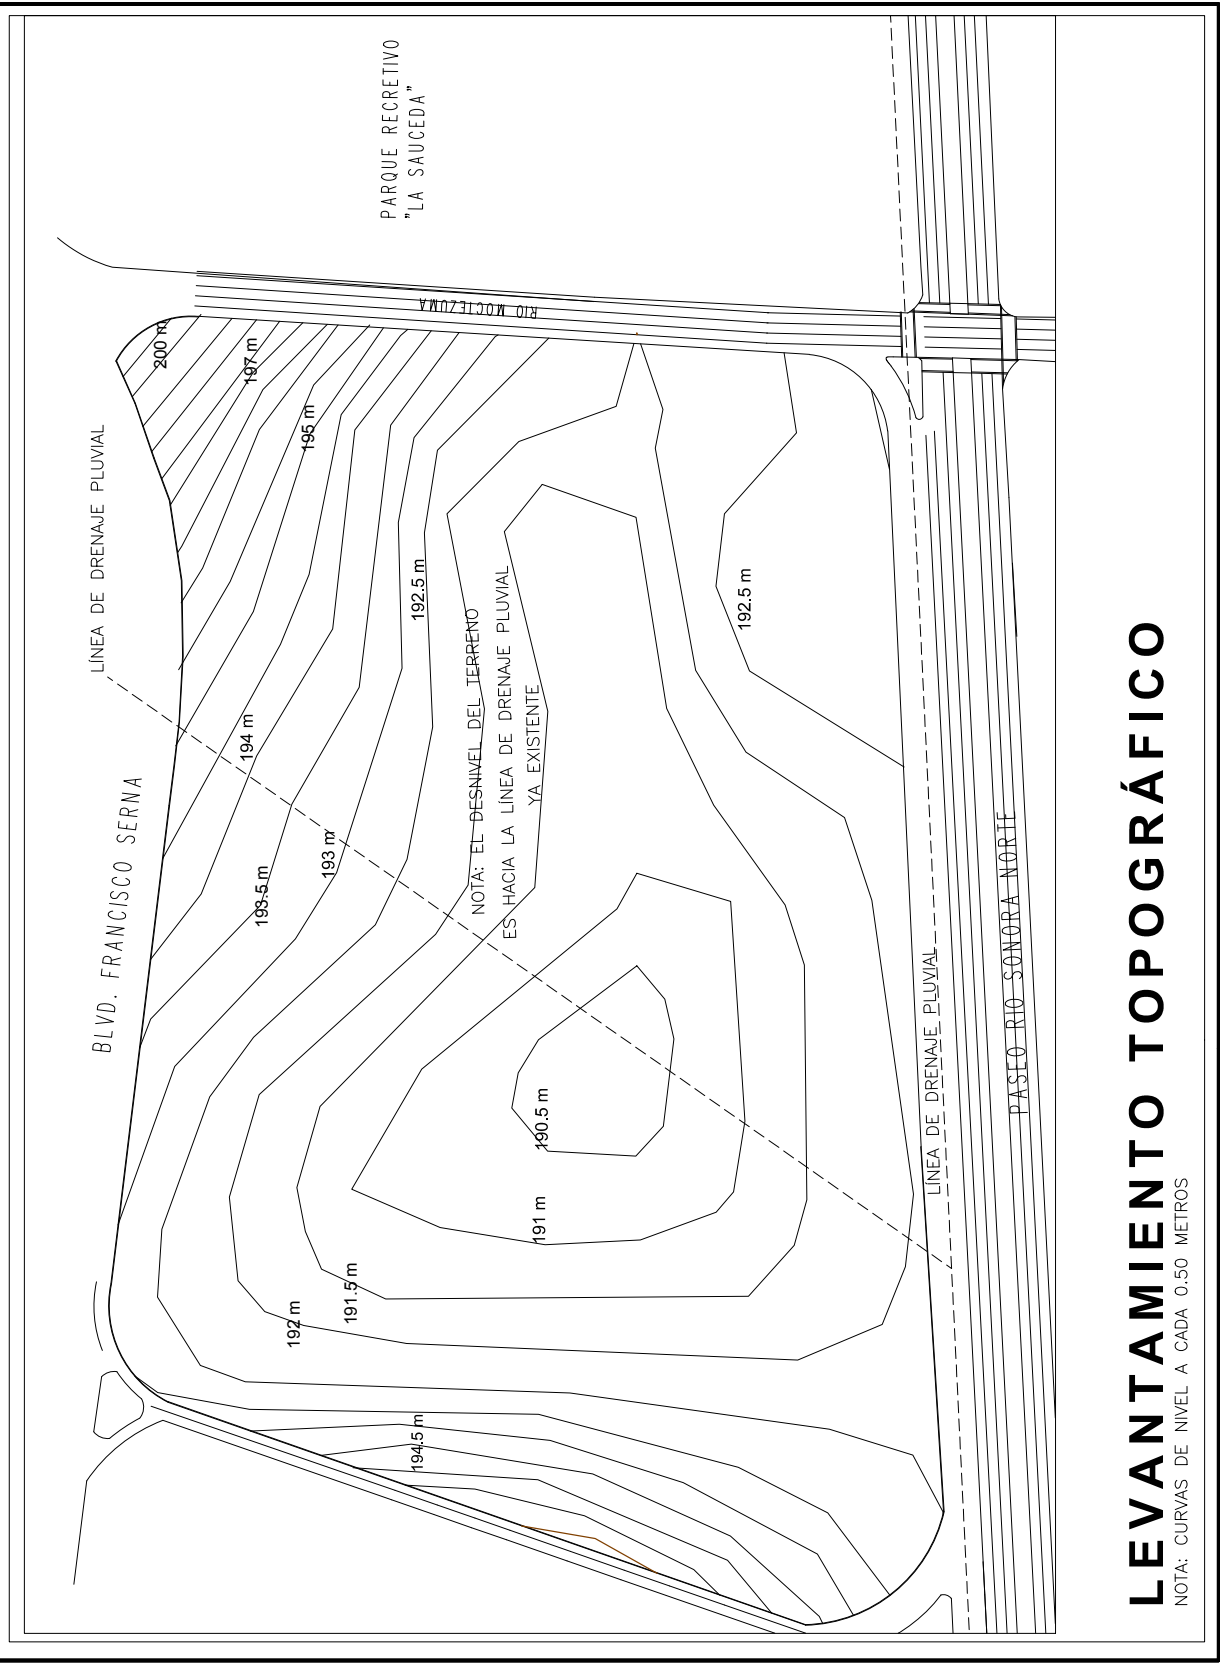 PARQUE RECRETIVO
"LA SAUCEDA"
RIO MOCTEZUMA
LÍNEA DE DRENAJE PLUVIAL
BLVD. FRANCISCO SERNA
200 m
197 m
195 m
194 m
193.5 m
193 m
192.5 m
192.5 m
NOTA: EL DESNIVEL DEL TERRENO
ES HACIA LA LÍNEA DE DRENAJE PLUVIAL
YA EXISTENTE
190.5 m
191 m
191.5 m
192 m
194.5 m
LÍNEA DE DRENAJE PLUVIAL
PASEO RIO SONORA NORTE
LEVANTAMIENTO TOPOGRÁFICO
NOTA: CURVAS DE NIVEL A CADA 0.50 METROS